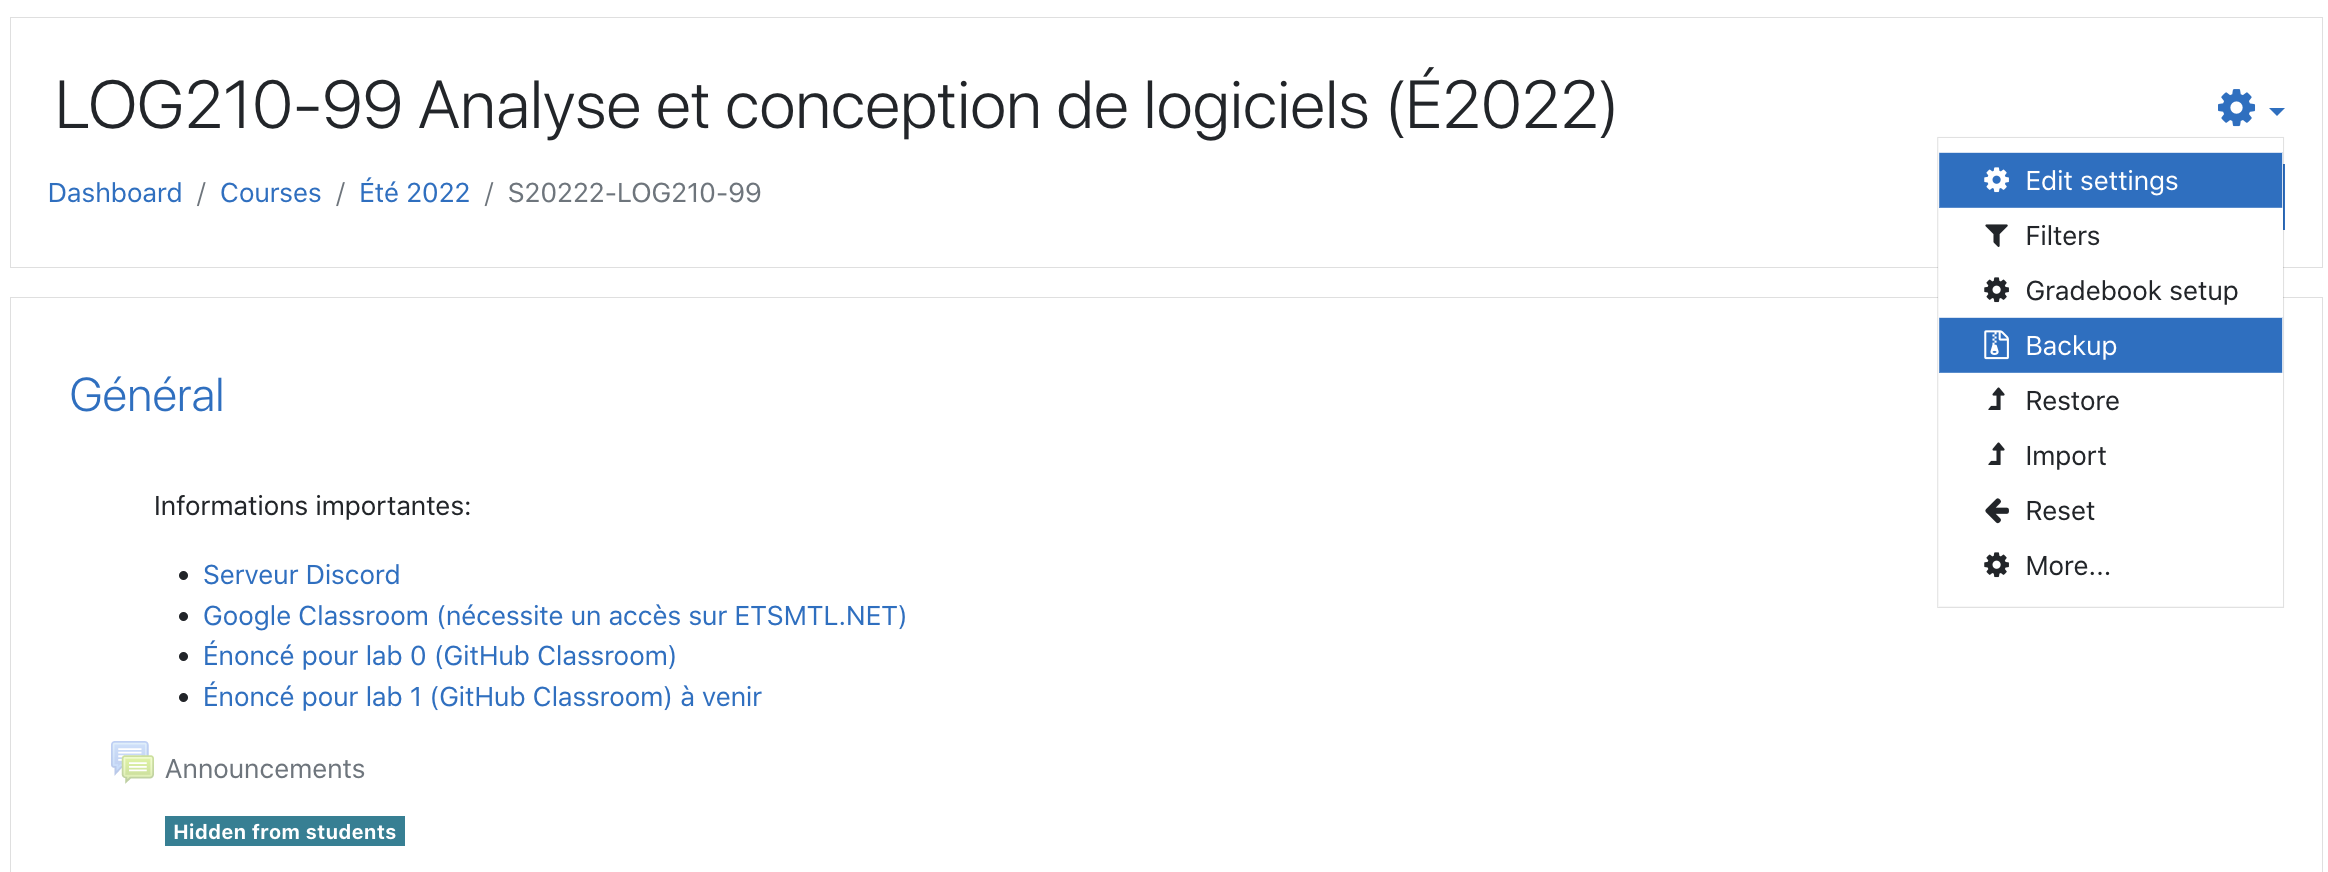 LOG210-99 Analyse et conception de logiciels (É2022)
Dashboard / Courses / Été 2022 / S20222-LOG210-99
Edit settings
Filters
Gradebook setup
Backup
Restore
Import
Reset
More...
Général
Informations importantes:
Serveur Discord
Google Classroom (nécessite un accès sur ETSMTL.NET)
Énoncé pour lab 0 (GitHub Classroom)
Énoncé pour lab 1 (GitHub Classroom) à venir
Announcements
Hidden from students